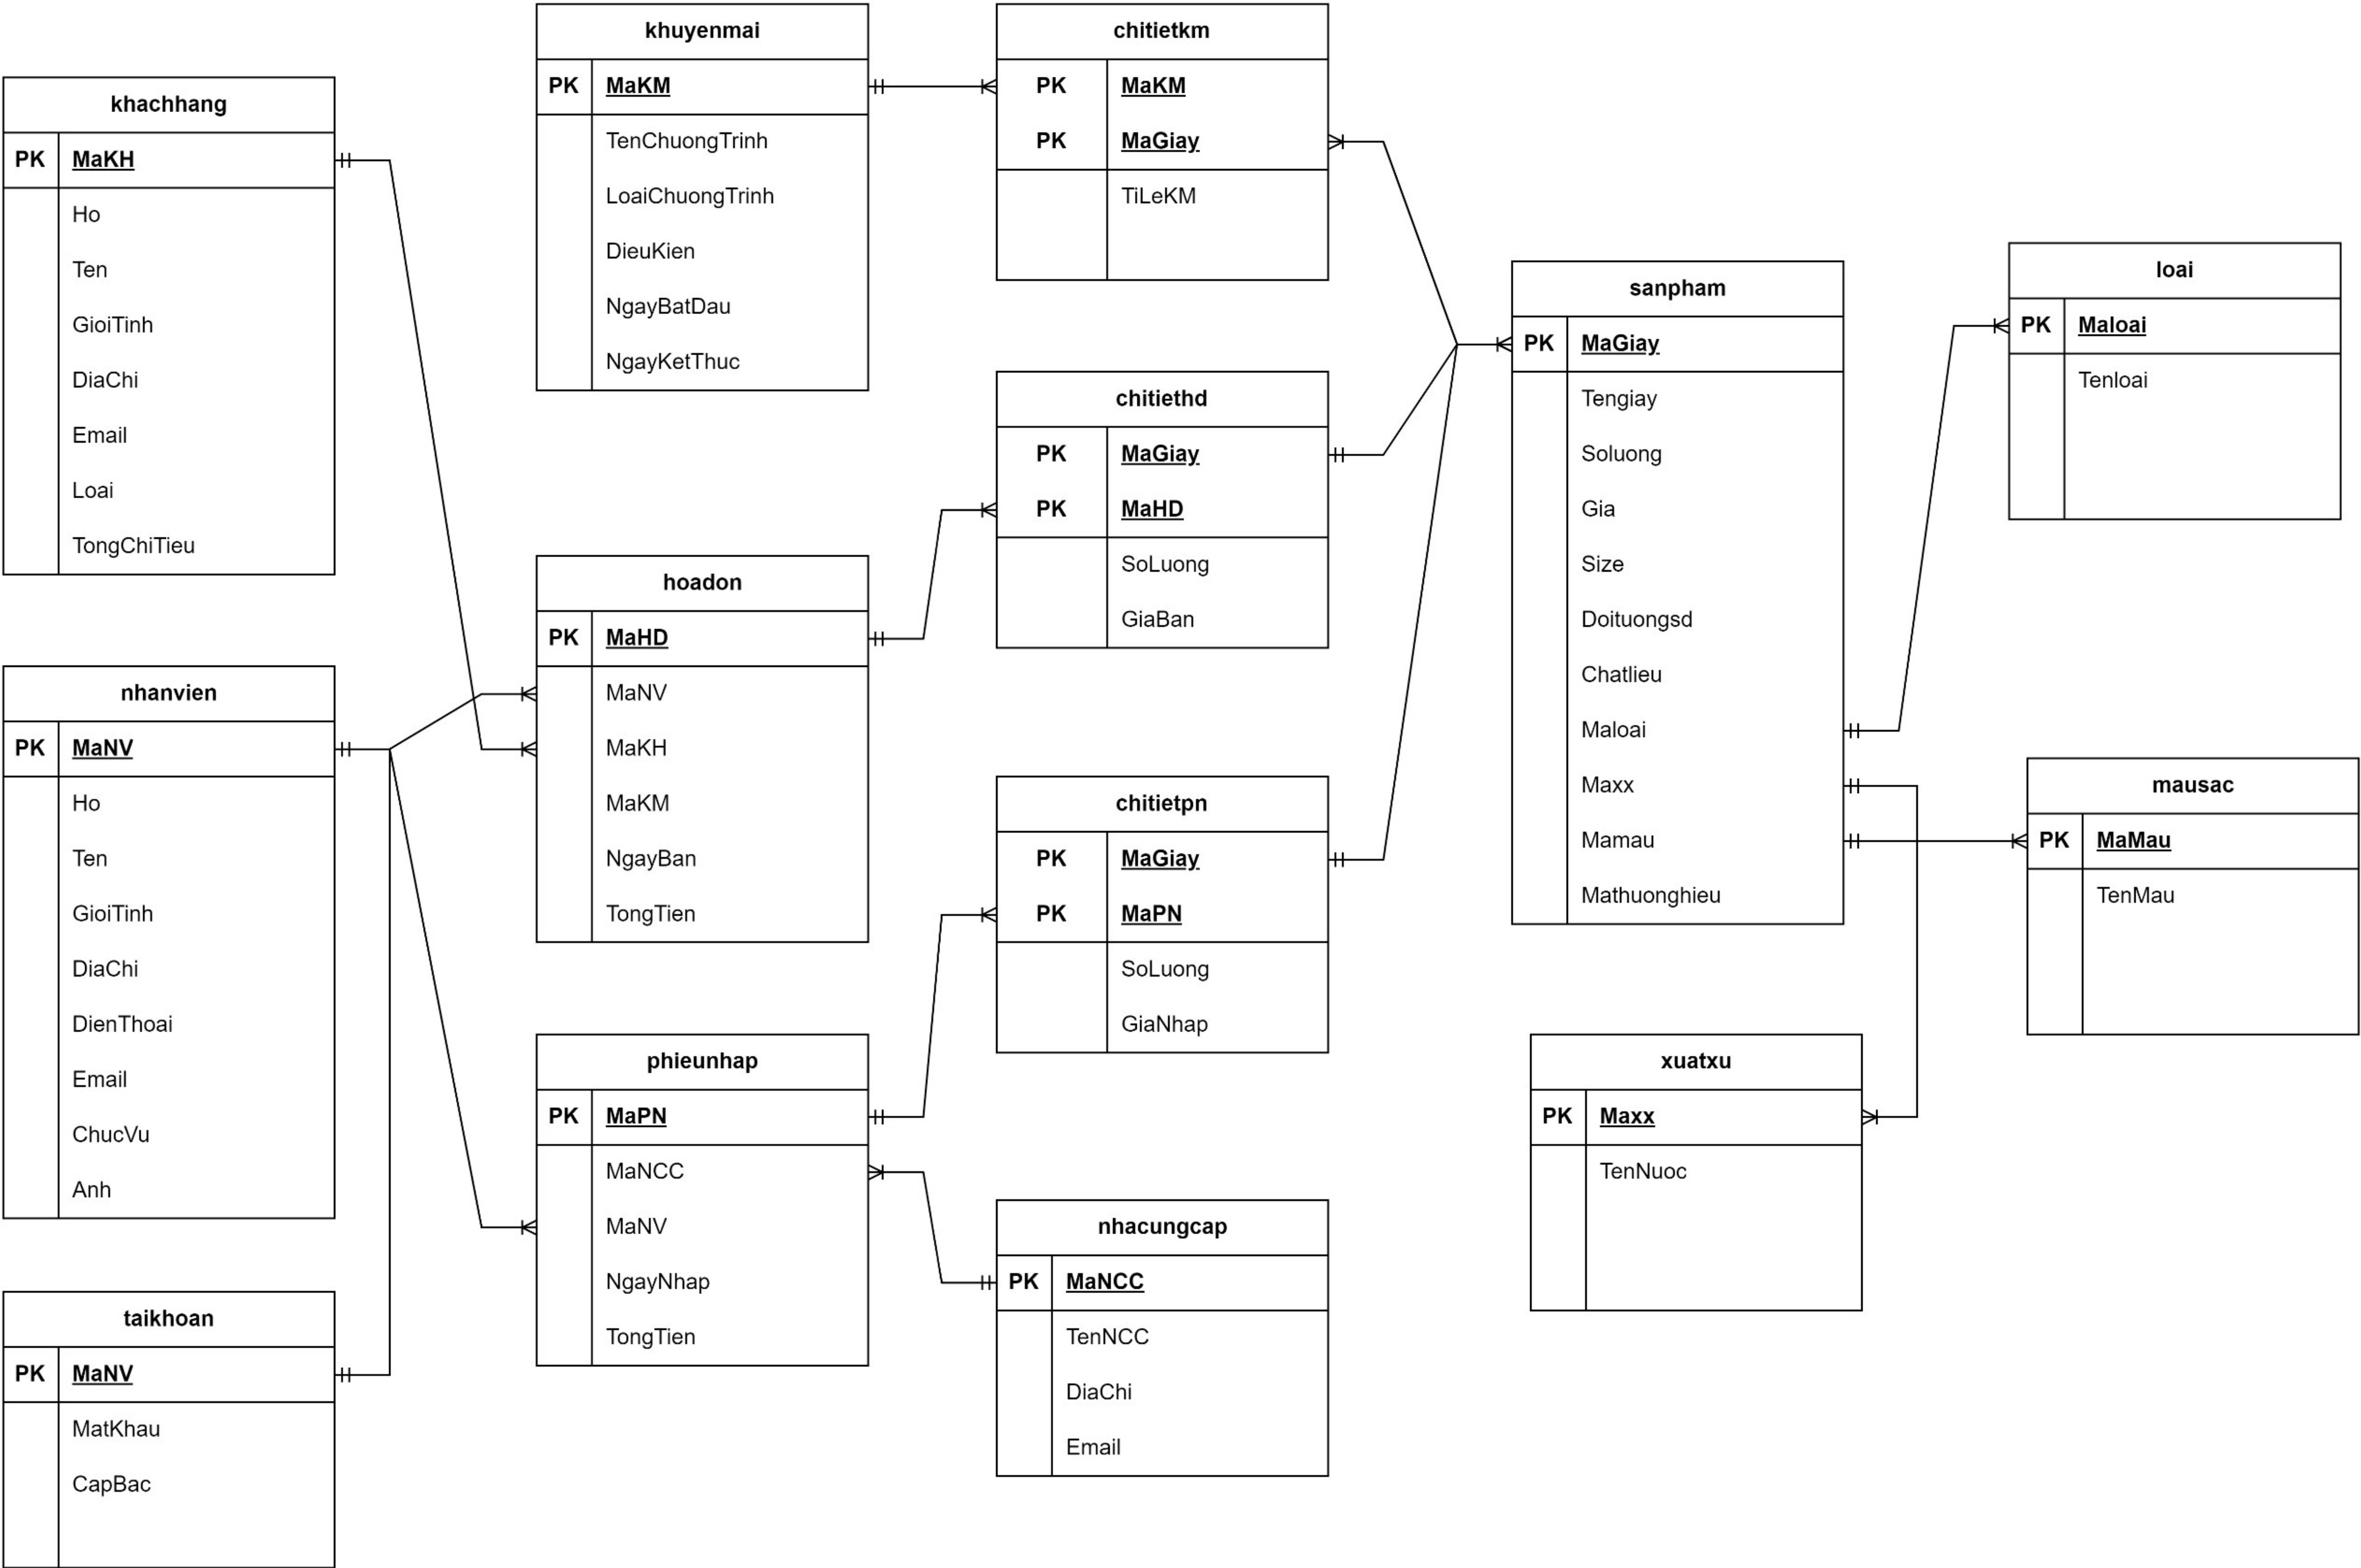 khachhang
PK MaKH
Ho
Ten
GioiTinh
DiaChi
Email
Loai
TongChiTieu
nhanvien
PK MaNV
Ho
Ten
GioiTinh
DiaChi
DienThoai
Email
ChucVu
Anh
taikhoan
PK MaNV
MatKhau
CapBac
khuyenmai
PK MaKM
TenChuongTrinh
LoaiChuongTrinh
DieuKien
NgayBatDau
NgayKetThuc
hoadon
PK MaHD
MaNV
MaKH
MaKM
NgayBan
TongTien
phieunhap
PK MaPN
MaNCC
MaNV
NgayNhap
TongTien
chitietkm
PK MaKM
PK MaGiay
TiLeKM
chitiethd
PK MaGiay
PK MaHD
SoLuong
GiaBan
chitietpn
PK MaGiay
PK MaPN
SoLuong
GiaNhap
nhacungcap
PK MaNCC
TenNCC
DiaChi
Email
sanpham
PK MaGiay
Tengiay
Soluong
Gia
Size
Doituongsd
Chatlieu
Maloai
Maxx
Mamau
Mathuonghieu
xuatxu
PK Maxx
TenNuoc
loai
PK Maloai
Tenloai
mausac
PK MaMau
TenMau